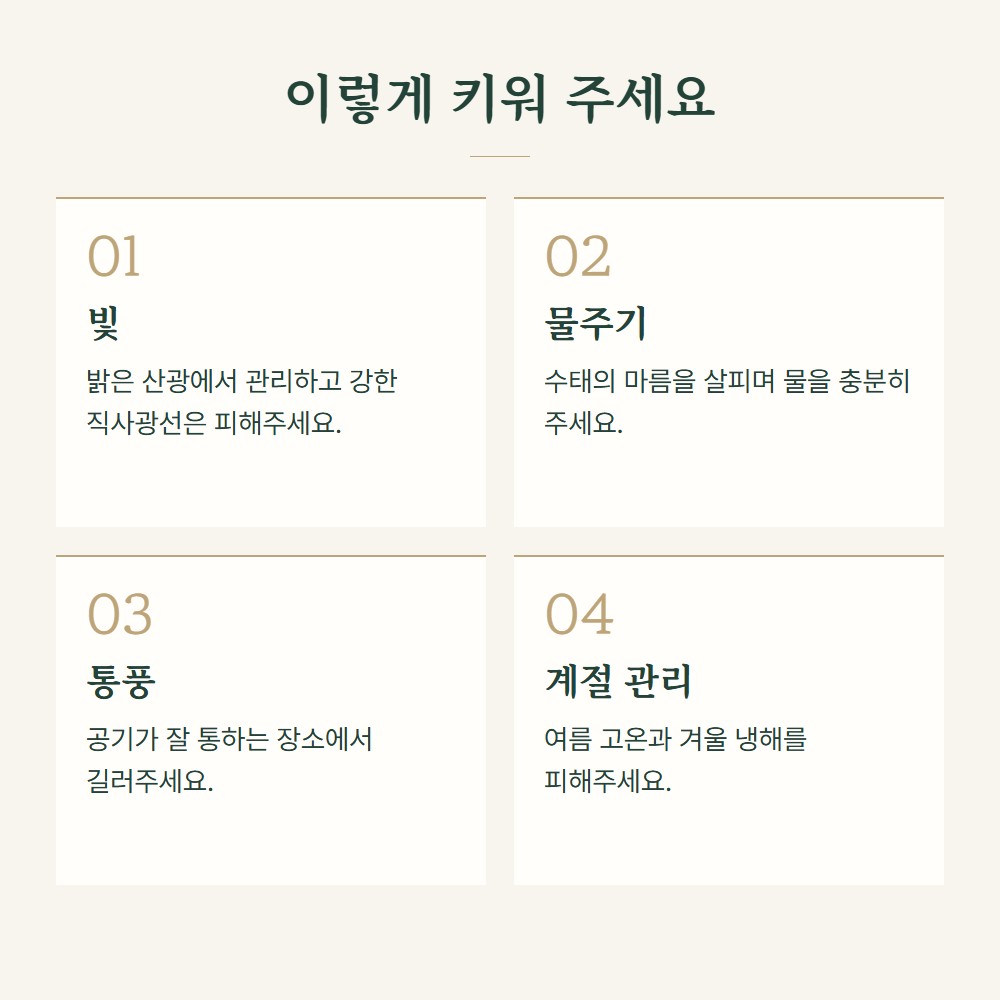 이렇게 키워 주세요
01
빛
밝은 산광에서 관리하고 강한
직사광선은 피해주세요.
02
물주기
수태의 마름을 살피며 물을 충분히
주세요.
03
통풍
공기가 잘 통하는 장소에서
길러주세요.
04
계절 관리
여름 고온과 겨울 냉해를
피해주세요.